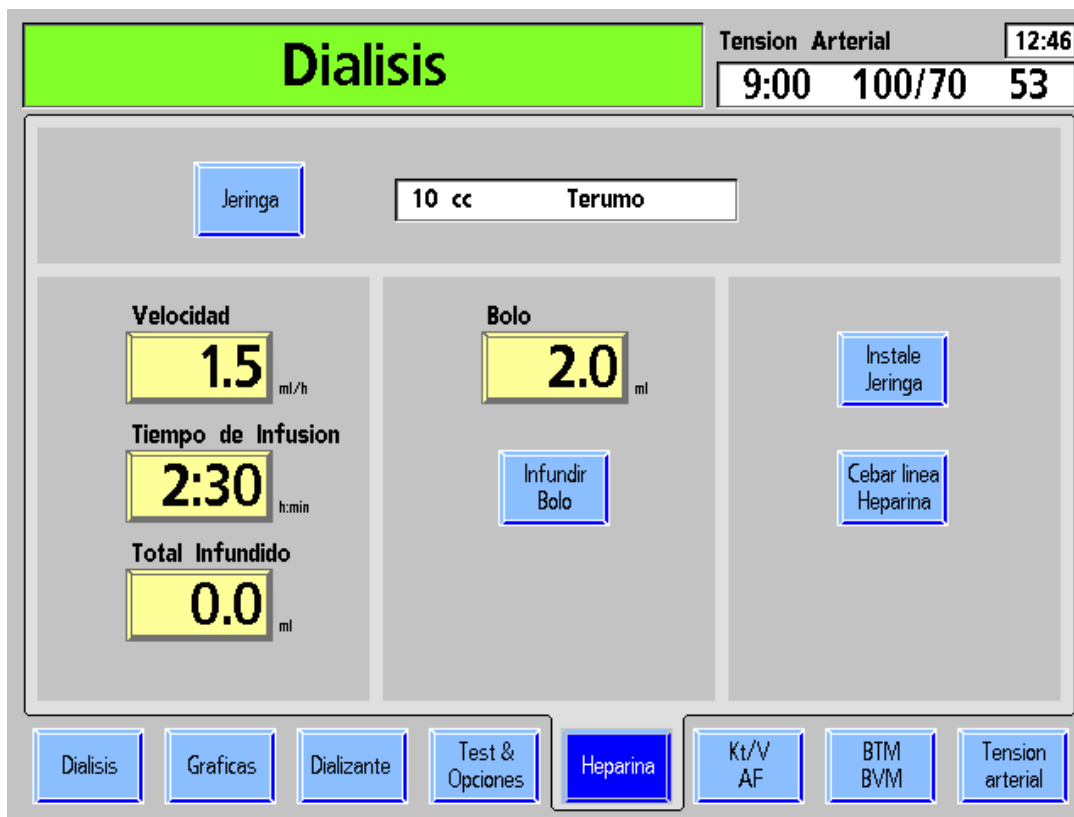 Dialisis
Tension Arterial
12:46
9:00 100/70 53
Jeringa
10 cc Terumo
Velocidad
1.5 ml/h
Tiempo de Infusion
2:30 h:min
Total Infundido
0.0 ml
Bolo
2.0 ml
Infundir
Bolo
Instale
Jeringa
Cebar linea
Heparina
Dialisis
Graficas
Dializante
Test &
Opciones
Heparina
Kt/V
AF
BTM
BVM
Tension
arterial